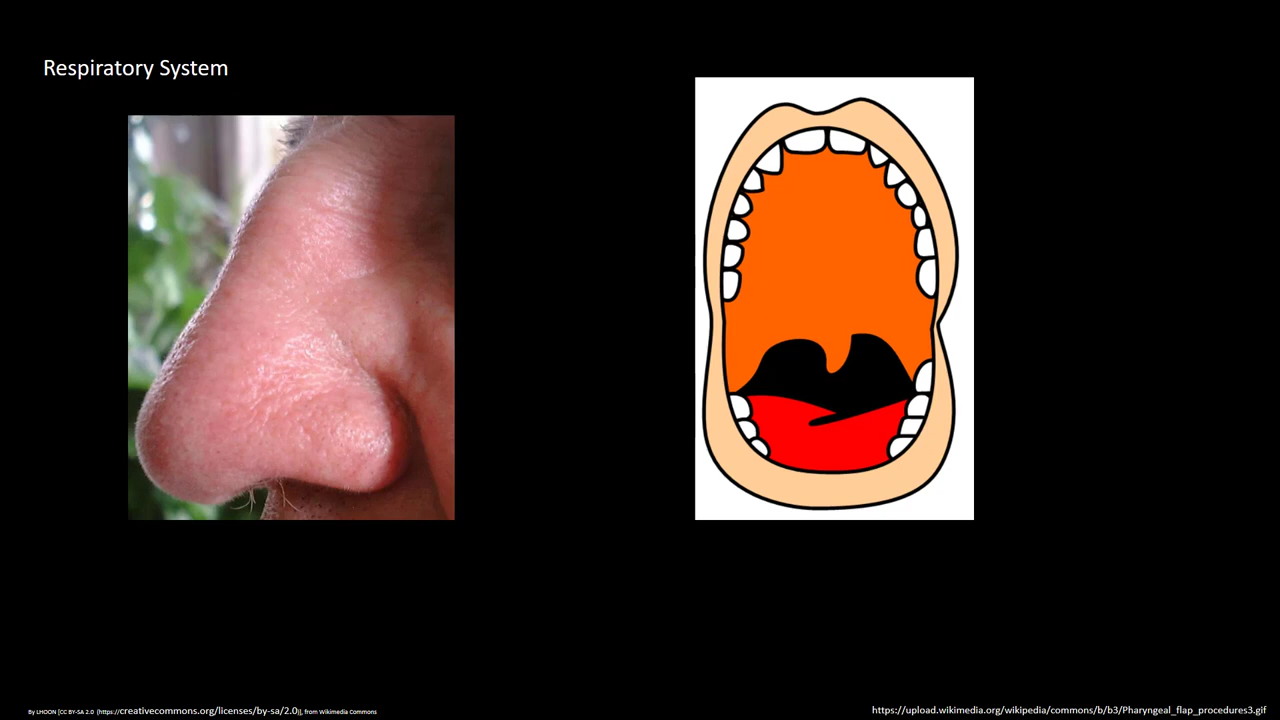 Respiratory System
By LHOON [CC BY-SA 2.0 (https://creativecommons.org/licenses/by-sa/2.0)], from Wikimedia Commons
https://upload.wikimedia.org/wikipedia/commons/b/b3/Pharyngeal_flap_procedures3.gif